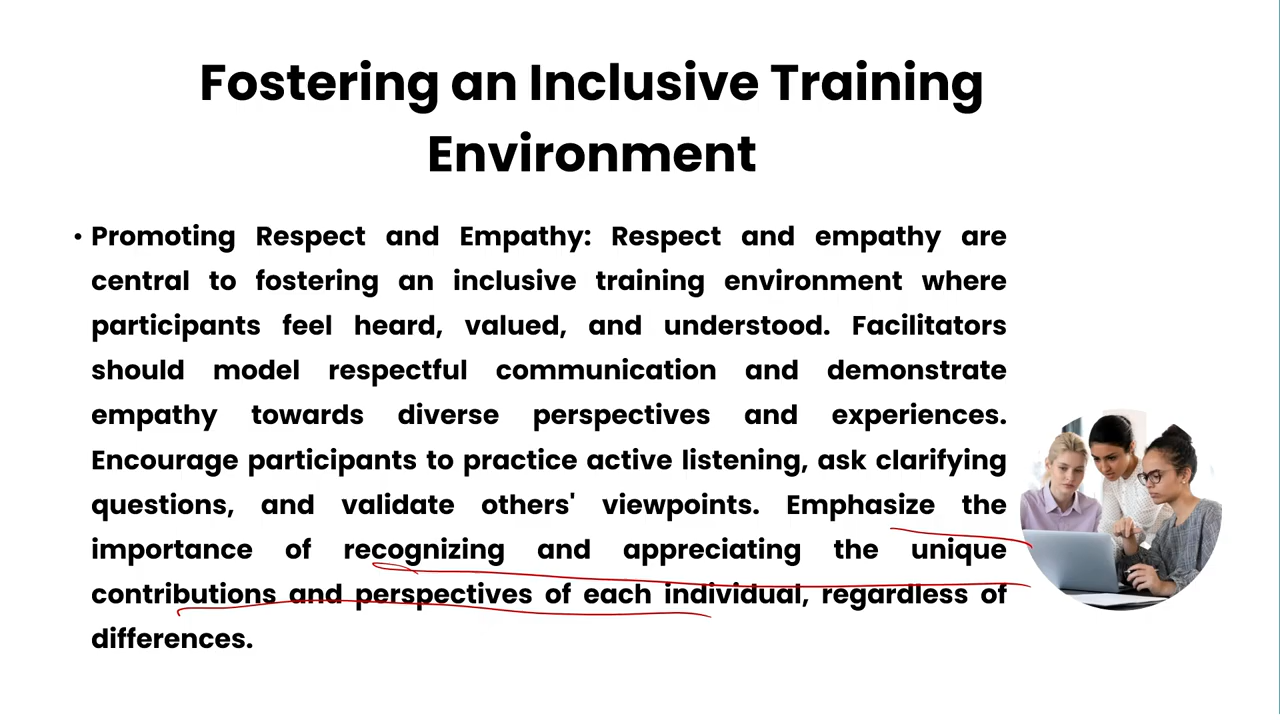 Fostering an Inclusive Training
Environment
• Promoting Respect and Empathy: Respect and empathy are
central to fostering an inclusive training environment where
participants feel heard, valued, and understood. Facilitators
should model respectful communication and demonstrate
empathy towards diverse perspectives and experiences.
Encourage participants to practice active listening, ask clarifying
questions, and validate others' viewpoints. Emphasize the
importance of recognizing and appreciating the unique
contributions and perspectives of each individual, regardless of
differences.